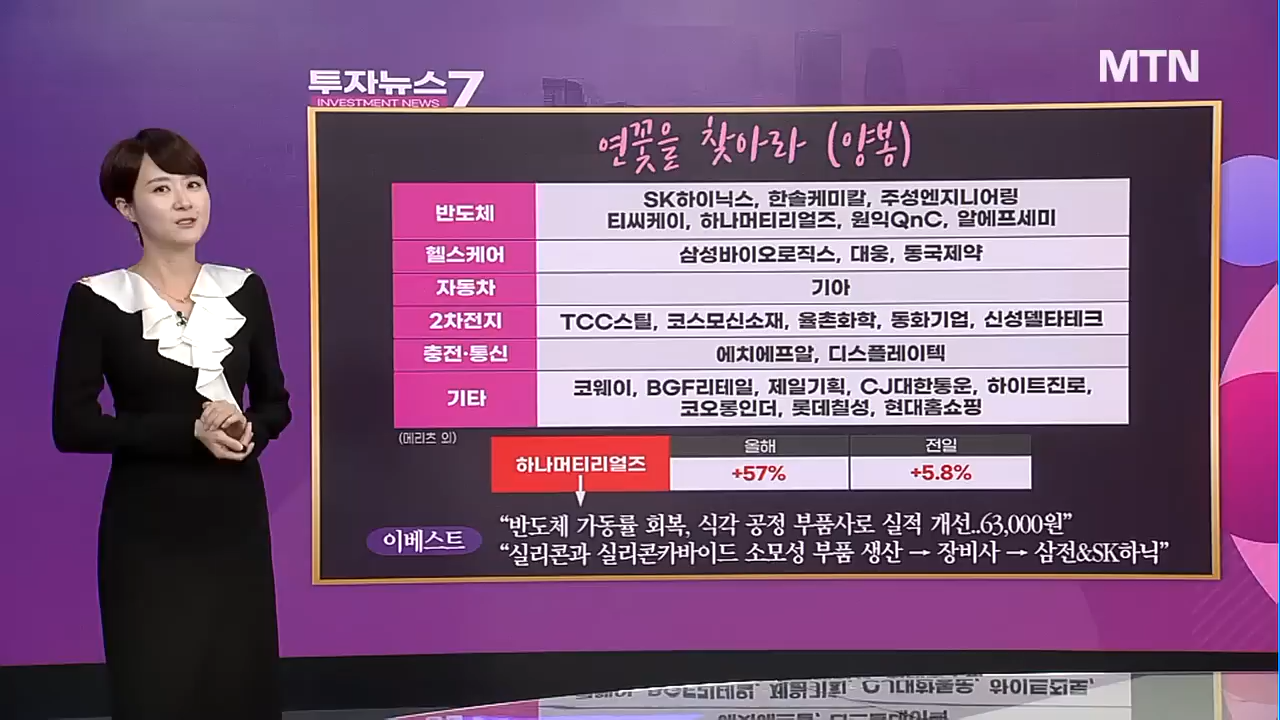 MTN
투자뉴스7
INVESTMENT NEWS
연꽃을 찾아라 (양봉)
반도체
SK하이닉스, 한솔케미칼, 주성엔지니어링
티씨케이, 하나머티리얼즈, 원익QnC, 알에프세미
헬스케어
삼성바이오로직스, 대웅, 동국제약
자동차
기아
2차전지
TCC스틸, 코스모신소재, 율촌화학, 동화기업, 신성델타테크
충전·통신
에치에프알, 디스플레이텍
기타
코웨이, BGF리테일, 제일기획, CJ대한통운, 하이트진로,
코오롱인더, 롯데칠성, 현대홈쇼핑
(메리츠 외)
하나머티리얼즈
올해
전일
+57%
+5.8%
이베스트
“반도체 가동률 회복, 식각 공정 부품사로 실적 개선..63,000원”
“실리콘과 실리콘카바이드 소모성 부품 생산 → 장비사 → 삼전&SK하닉”